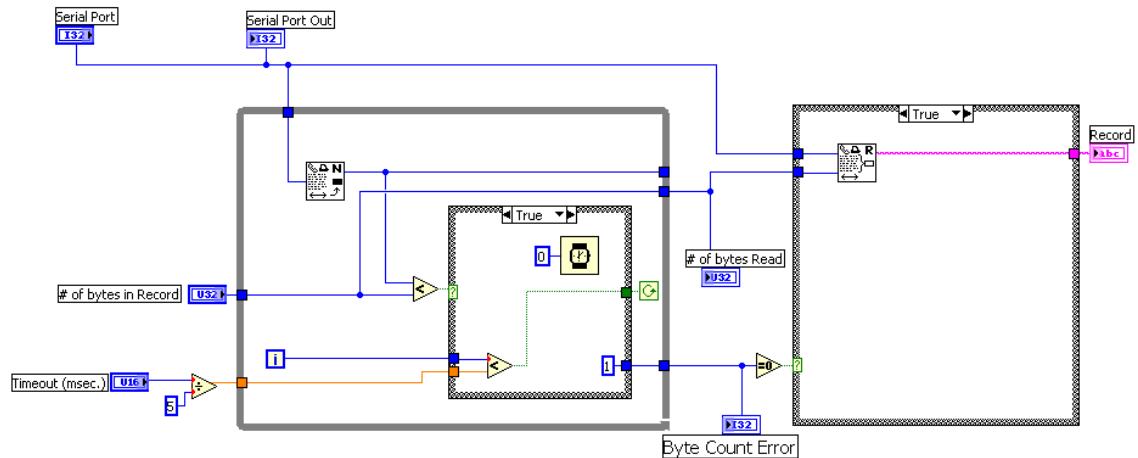 Serial Port
I32
Serial Port Out
I32
True
Record
abc
R
N
True
0
# of bytes Read
U32
# of bytes in Record
U32
<
?
i
<
1
=0
?
Timeout (msec.)
U16
÷
5
I32
Byte Count Error